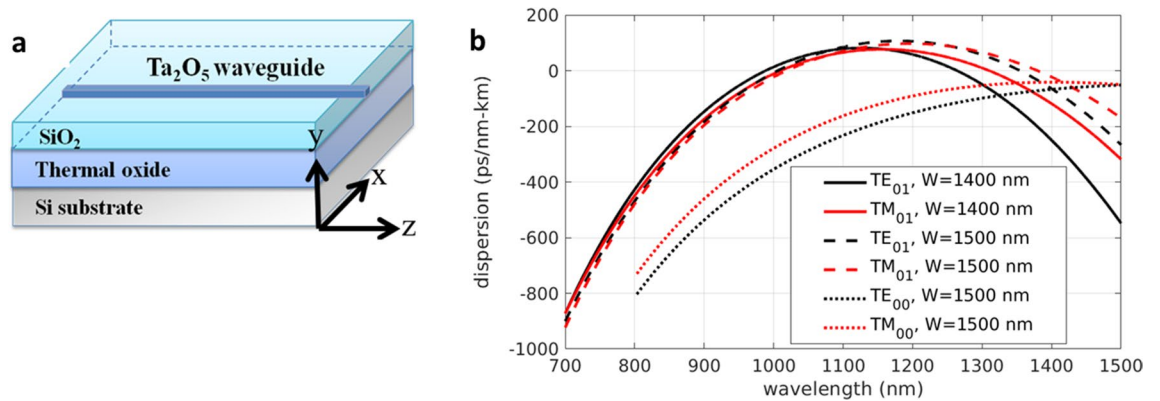 a
Ta₂O₅ waveguide
SiO₂
Thermal oxide
Si substrate
y
x
z
b
dispersion (ps/nm-km)
200
0
-200
-400
-600
-800
-1000
TE₀₁, W=1400 nm
TM₀₁, W=1400 nm
TE₀₁, W=1500 nm
TM₀₁, W=1500 nm
TE₀₀, W=1500 nm
TM₀₀, W=1500 nm
700 800 900 1000 1100 1200 1300 1400 1500
wavelength (nm)